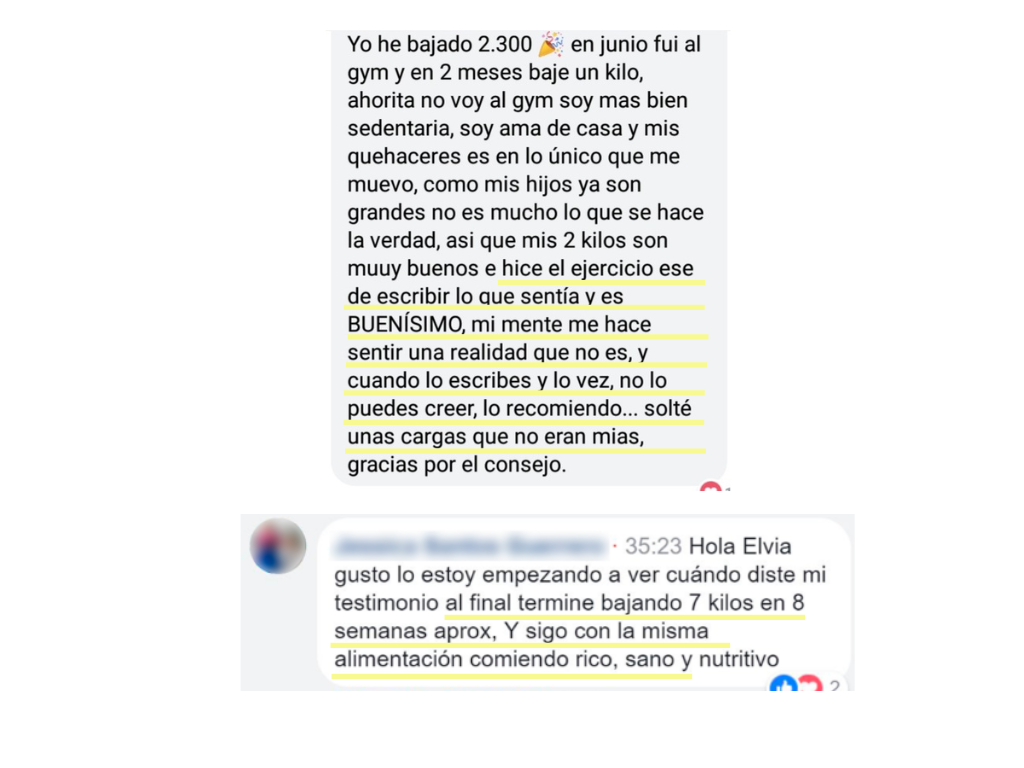 Yo he bajado 2.300 🎉 en junio fui al
gym y en 2 meses baje un kilo,
ahorita no voy al gym soy mas bien
sedentaria, soy ama de casa y mis
quehaceres es en lo único que me
muevo, como mis hijos ya son
grandes no es mucho lo que se hace
la verdad, asi que mis 2 kilos son
muuy buenos e hice el ejercicio ese
de escribir lo que sentía y es
BUENÍSIMO, mi mente me hace
sentir una realidad que no es, y
cuando lo escribes y lo vez, no lo
puedes creer, lo recomiendo... solté
unas cargas que no eran mias,
gracias por el consejo.
· 35:23 Hola Elvia
gusto lo estoy empezando a ver cuándo diste mi
testimonio al final termine bajando 7 kilos en 8
semanas aprox, Y sigo con la misma
alimentación comiendo rico, sano y nutritivo
2